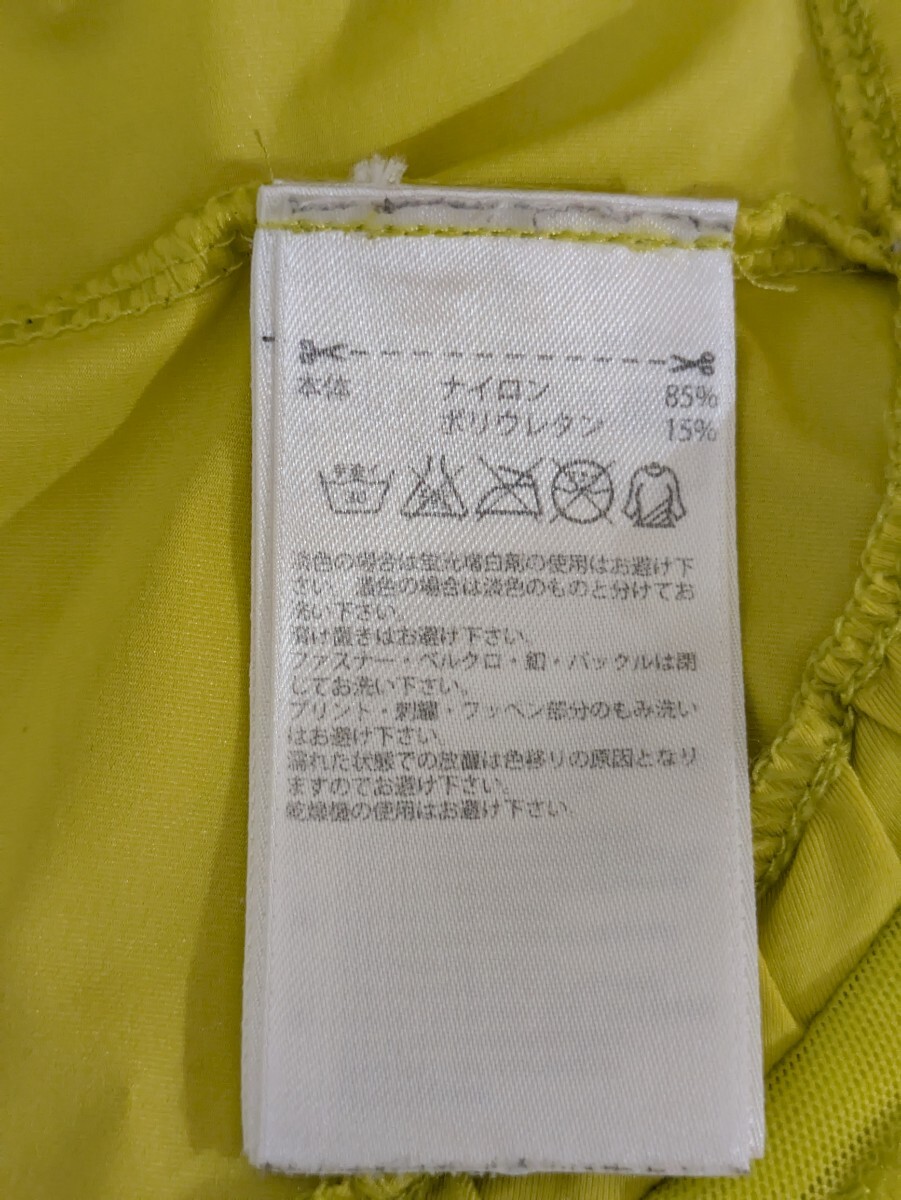 本体 ナイロン 85%
ポリウレタン 15%
手洗イ
30
淡色の場合は蛍光増白剤の使用はお避け下
さい。濃色の場合は淡色のものと分けてお
洗い下さい。
漬け置きはお避け下さい。
ファスナー・ベルクロ・釦・バックルは閉
してお洗い下さい。
プリント・刺繍・ワッペン部分のもみ洗い
はお避け下さい。
濡れた状態での放置は色移りの原因となり
ますのでお避け下さい。
乾燥機の使用はお避け下さい。